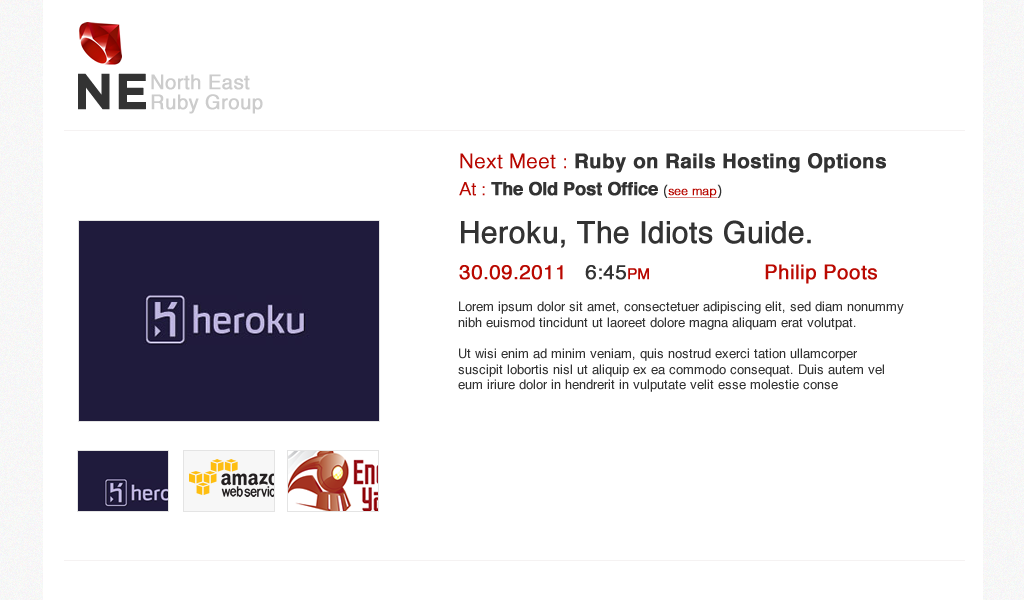 NE North East
Ruby Group
Next Meet : Ruby on Rails Hosting Options
At : The Old Post Office (see map)
heroku
Heroku, The Idiots Guide.
30.09.2011 6:45PM Philip Poots
Lorem ipsum dolor sit amet, consectetuer adipiscing elit, sed diam nonummy
nibh euismod tincidunt ut laoreet dolore magna aliquam erat volutpat.
Ut wisi enim ad minim veniam, quis nostrud exerci tation ullamcorper
suscipit lobortis nisl ut aliquip ex ea commodo consequat. Duis autem vel
eum iriure dolor in hendrerit in vulputate velit esse molestie conse
hero
amazo
webservic
En
Ya